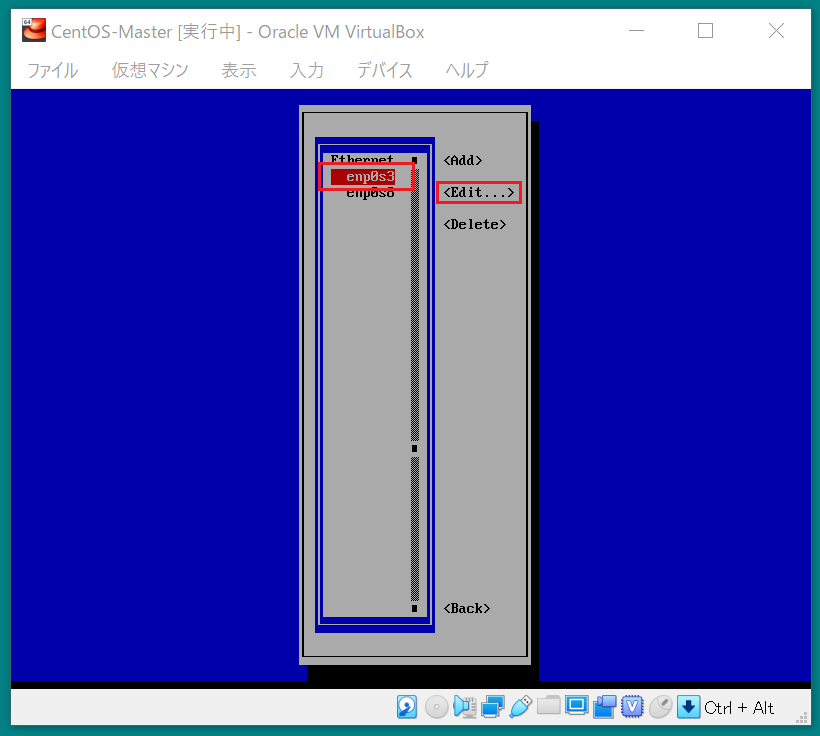 CentOS-Master [実行中] - Oracle VM VirtualBox
ファイル 仮想マシン 表示 入力 デバイス ヘルプ
Ethernet <Add>
enp0s3
enp0s8 <Edit...>
<Delete>
<Back>
Ctrl + Alt